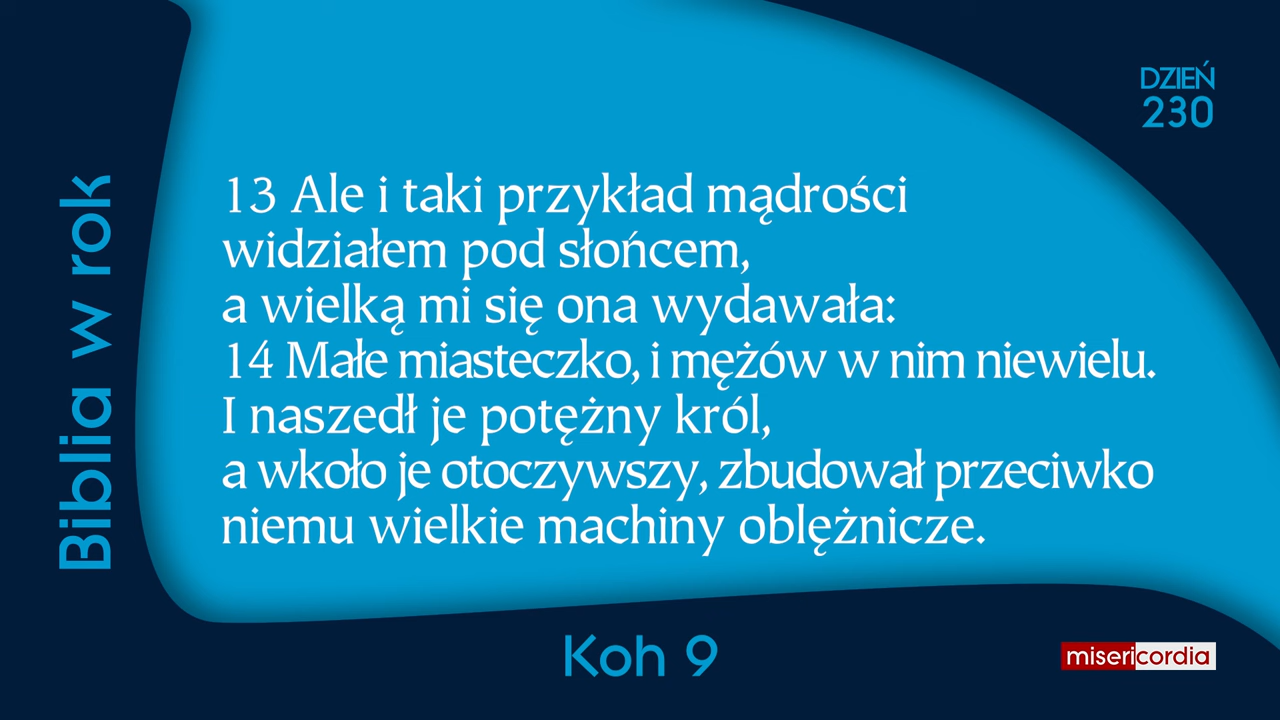 DZIEŃ
230
Biblia w rok
13 Ale i taki przykład mądrości
widziałem pod słońcem,
a wielką mi się ona wydawała:
14 Małe miasteczko, i mężów w nim niewielu.
I naszedł je potężny król,
a wkoło je otoczywszy, zbudował przeciwko
niemu wielkie machiny oblężnicze.
Koh 9
misericordia